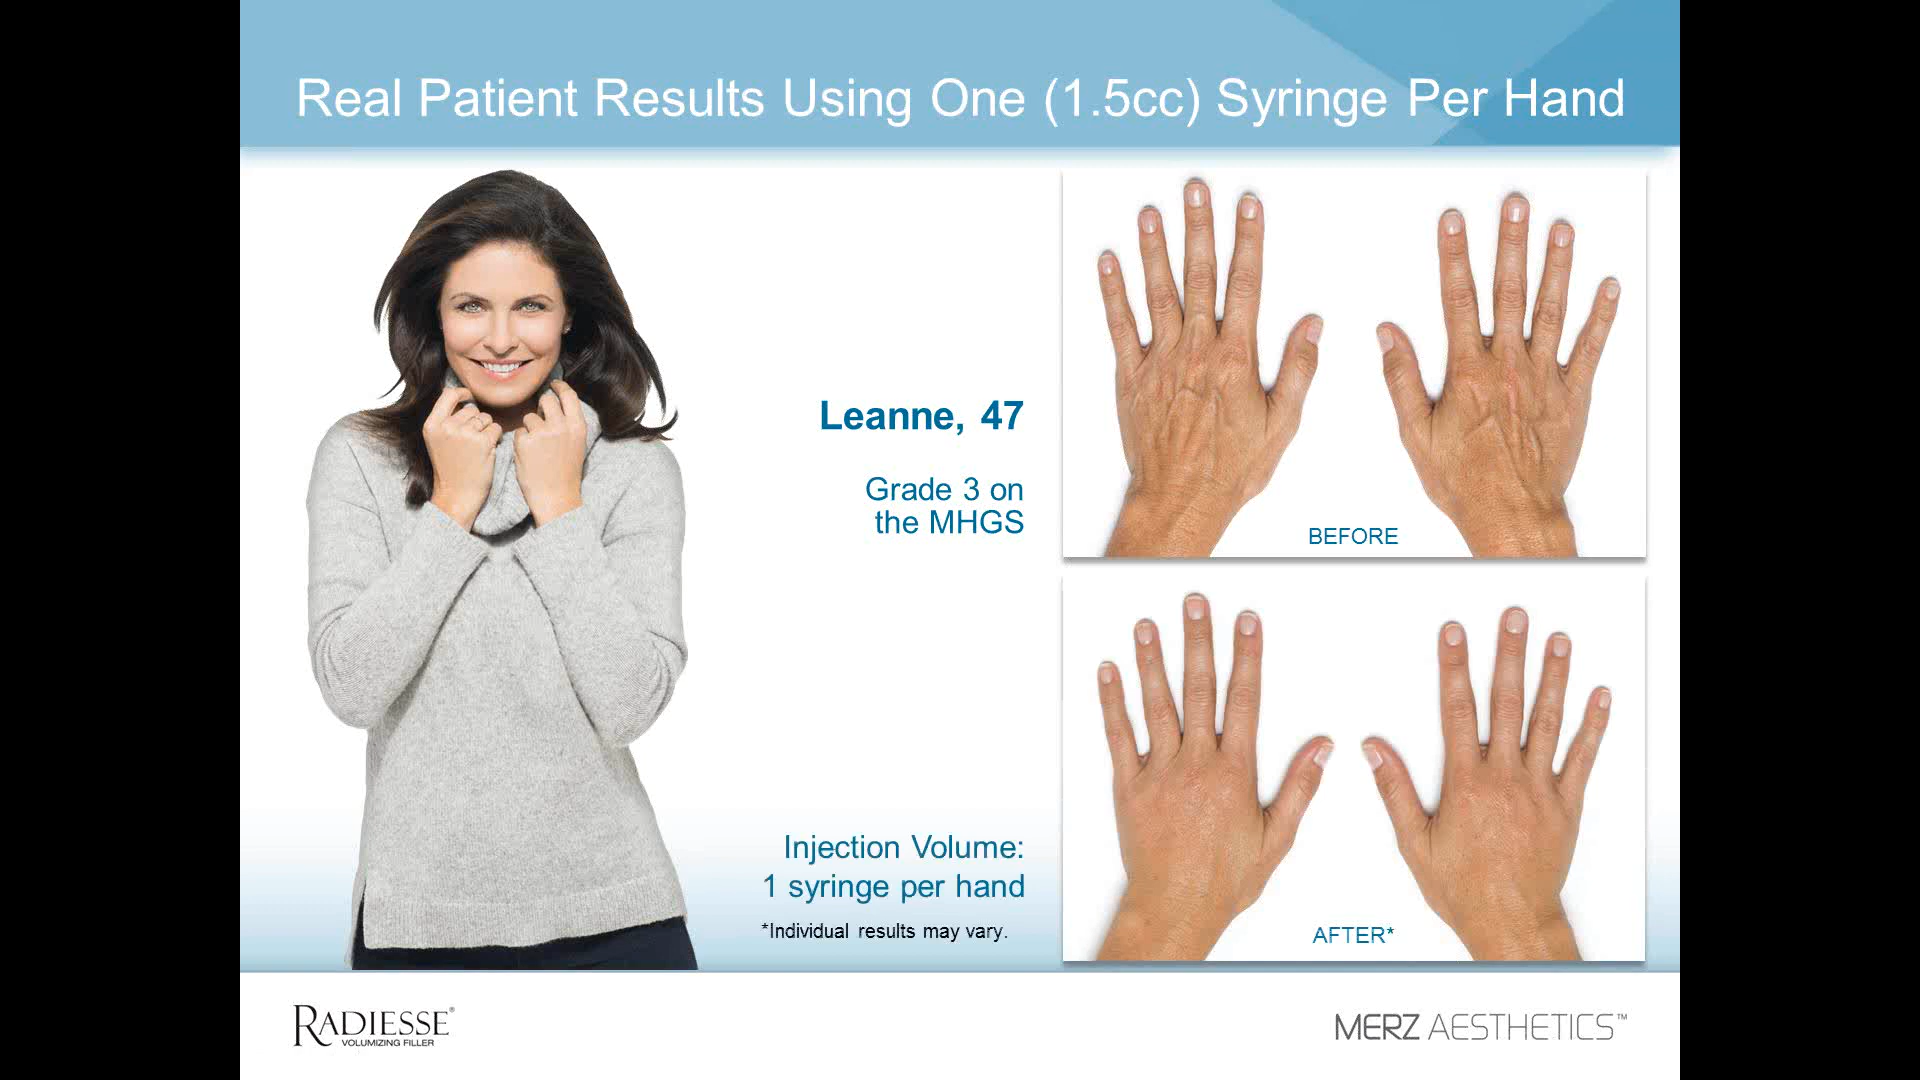 Real Patient Results Using One (1.5cc) Syringe Per Hand
Leanne, 47
Grade 3 on
the MHGS
BEFORE
Injection Volume:
1 syringe per hand
*Individual results may vary.
AFTER*
RADIESSE®
VOLUMIZING FILLER
MERZ AESTHETICS™